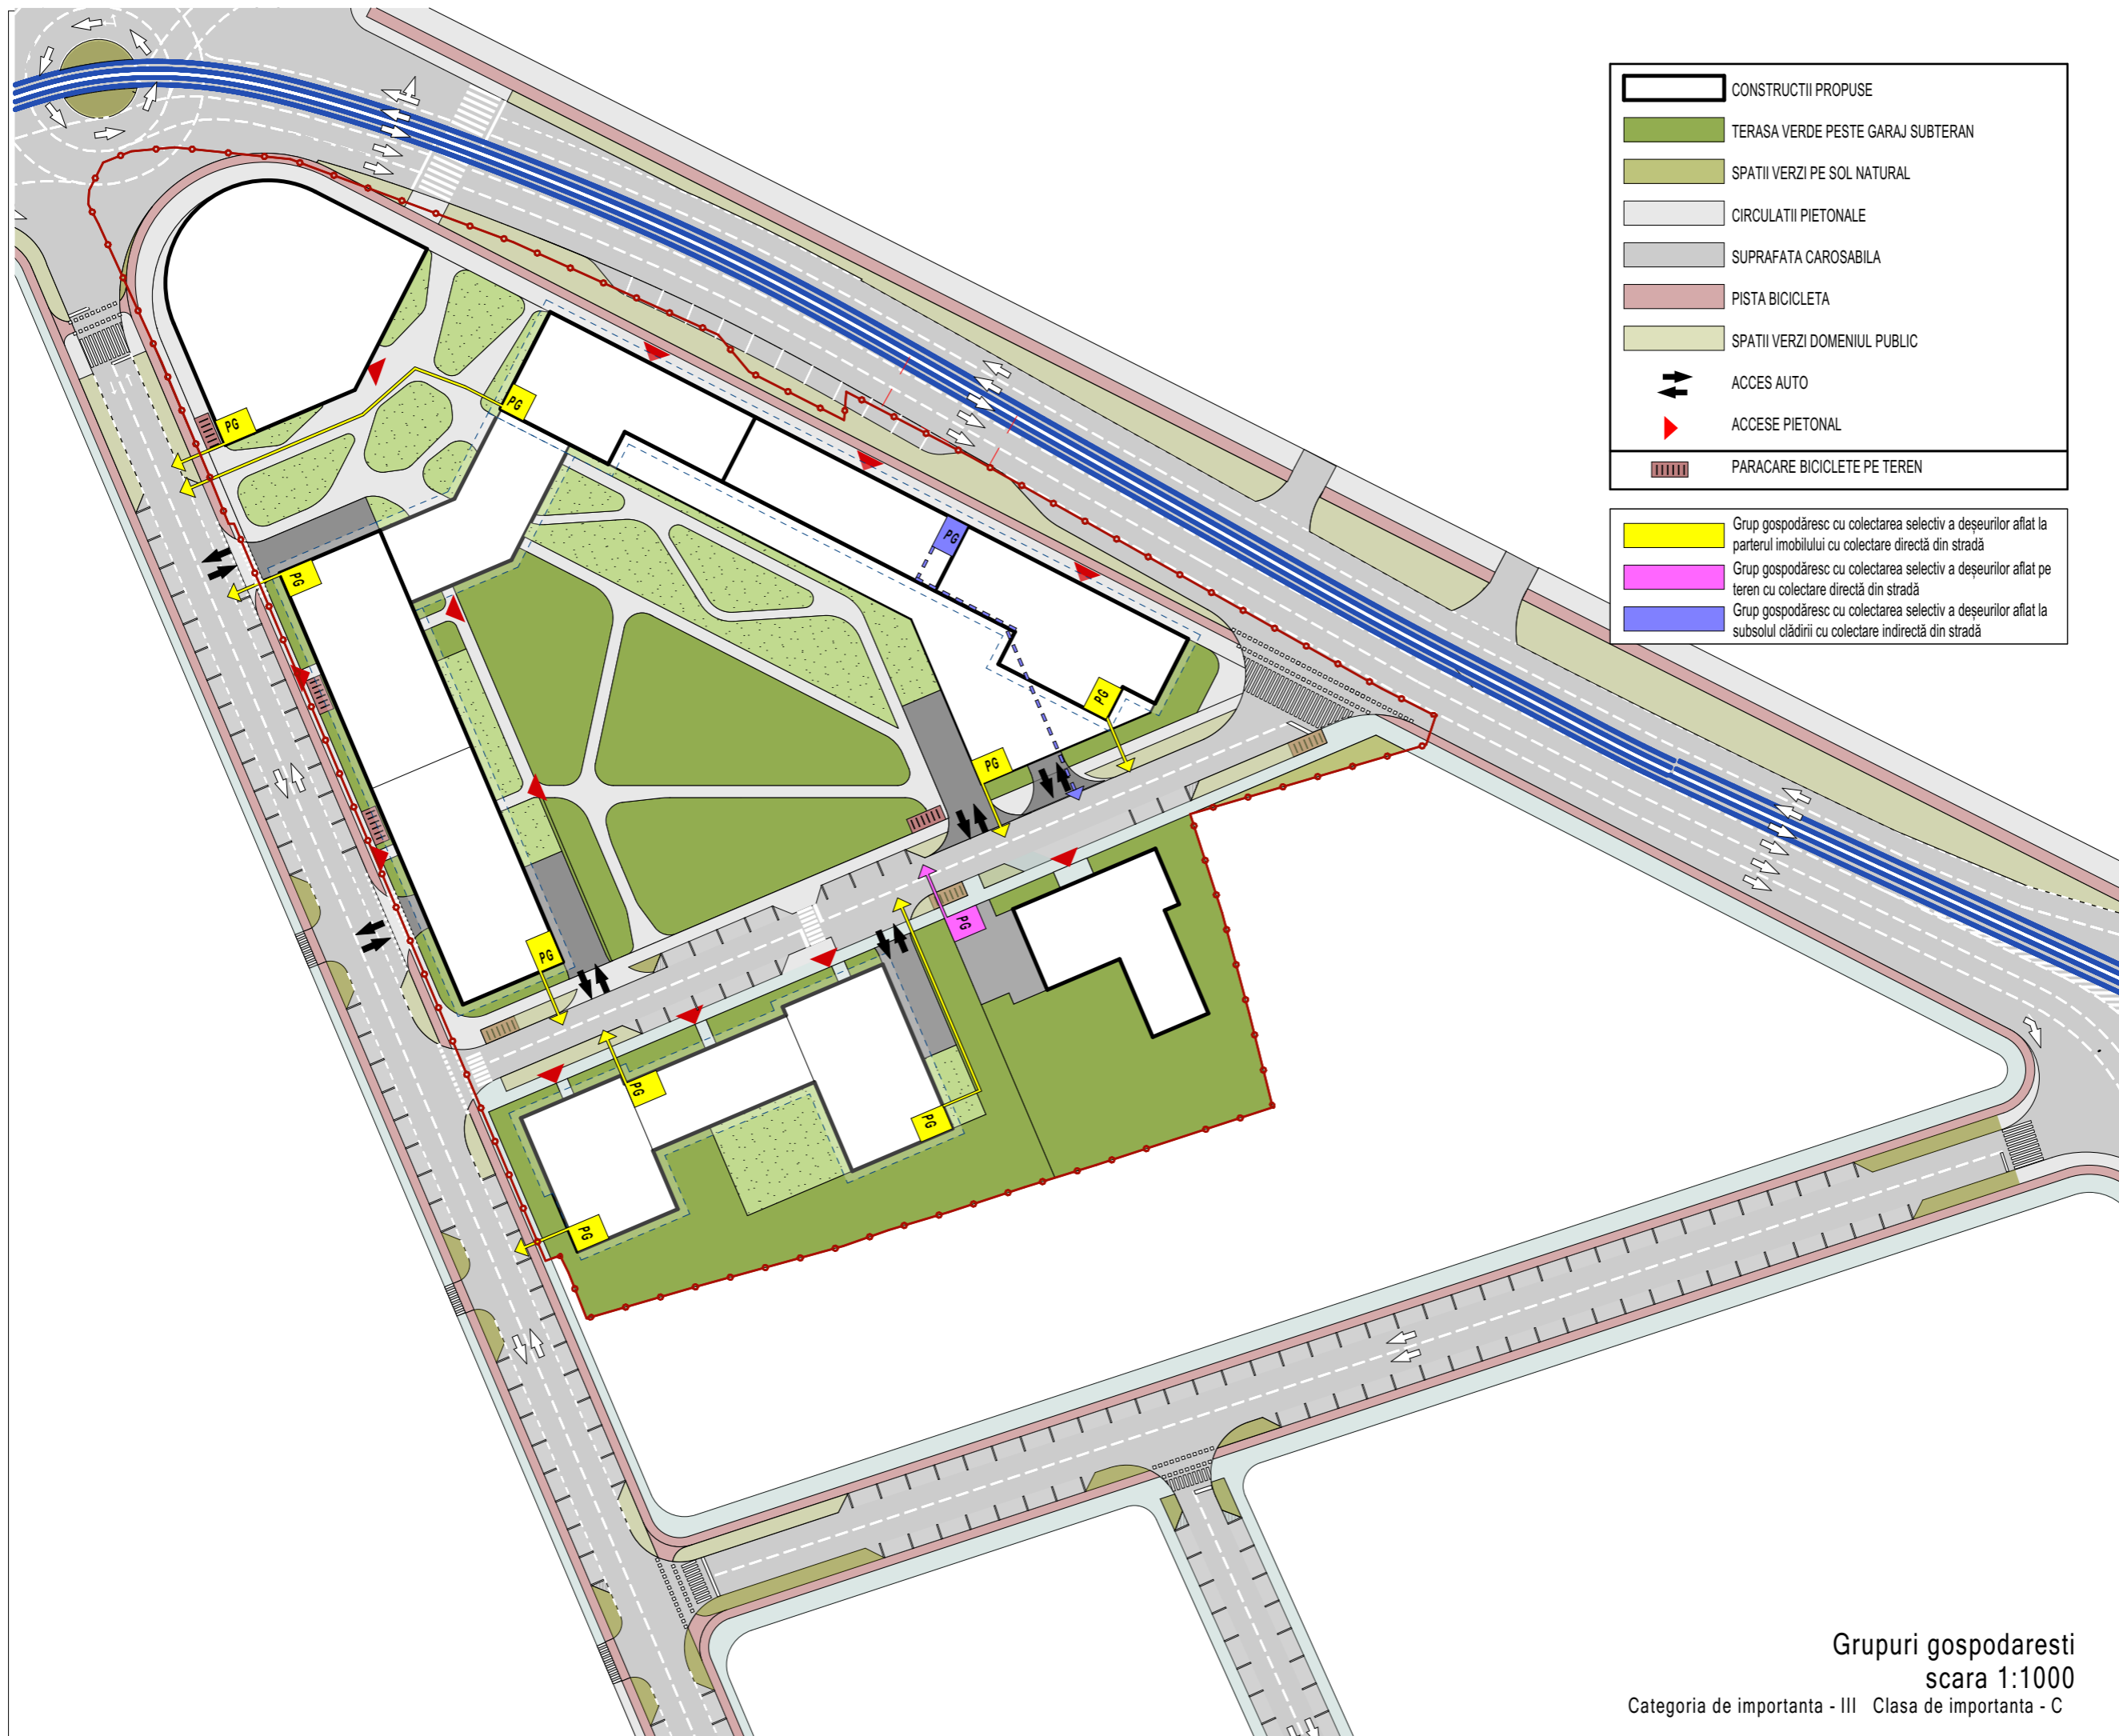 CONSTRUCTII PROPUSE
TERASA VERDE PESTE GARAJ SUBTERAN
SPATII VERZI PE SOL NATURAL
CIRCULATII PIETONALE
SUPRAFATA CAROSABILA
PISTA BICICLETA
SPATII VERZI DOMENIUL PUBLIC
ACCES AUTO
ACCESE PIETONAL
PARACARE BICICLETE PE TEREN
Grup gospodăresc cu colectarea selectiv a deșeurilor aflat la
parterul imobilului cu colectare directă din stradă
Grup gospodăresc cu colectarea selectiv a deșeurilor aflat pe
teren cu colectare directă din stradă
Grup gospodăresc cu colectarea selectiv a deșeurilor aflat la
subsolul clădirii cu colectare indirectă din stradă
PG
PG
PG
PG
PG
PG
PG
PG
PG
PG
PG
Grupuri gospodaresti
scara 1:1000
Categoria de importanta - III Clasa de importanta - C